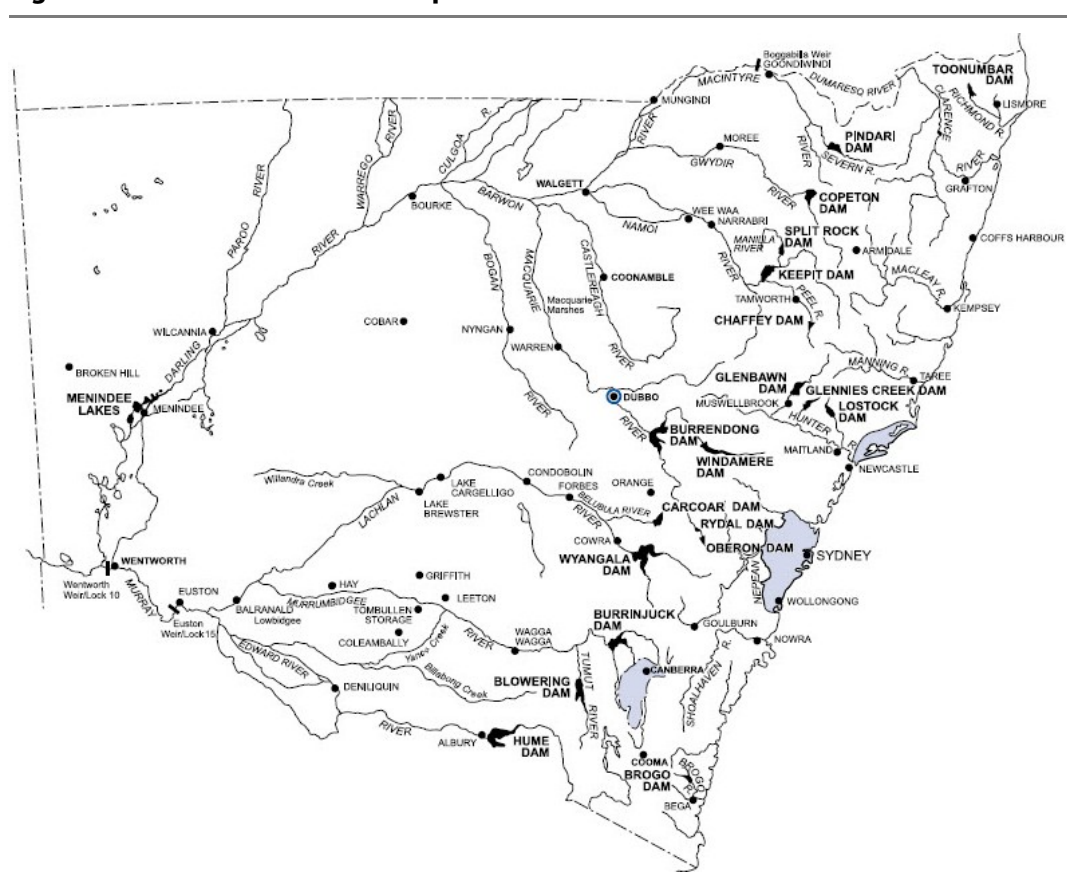 Boggabilla Weir
GOONDIWINDI
MACINTYRE
DUMARESQ RIVER
TOONUMBAR
DAM
RICHMOND R.
LISMORE
CLARENCE
RIVER
GRAFTON
MUNGINDI
RIVER
MOREE
GWYDIR
RIVER
RIVER
PINDARI
DAM
SEVERN R.
COPETON
DAM
PAROO
RIVER
WARREGO
RIVER
CULGOA
R.
BOURKE
BARWON
WALGETT
WEE WAA
NARRABRI
NAMOI
RIVER
MANILLA
RIVER
SPLIT ROCK
DAM
ARMIDALE
COFFS HARBOUR
KEEPIT DAM
MACLEAY R.
KEMPSEY
TAMWORTH
PEEL R.
CHAFFEY DAM
RIVER
BOGAN
MACQUARIE
CASTLEREAGH
COONAMBLE
Macquarie
Marshes
COBAR
NYNGAN
WARREN
RIVER
WILCANNIA
DARLING
BROKEN HILL
MENINDEE
LAKES
MENINDEE
RIVER
DUBBO
RIVER
MANNING R.
TAREE
GLENBAWN
DAM
GLENNIES CREEK DAM
MUSWELLBROOK
HUNTER
R.
LOSTOCK
DAM
MAITLAND
NEWCASTLE
BURRENDONG
DAM
WINDAMERE
DAM
Willandra Creek
LAKE
CARGELLIGO
LAKE
BREWSTER
LACHLAN
CONDOBOLIN
FORBES
ORANGE
BELUBULA RIVER
RIVER
CARCOAR DAM
RYDAL DAM
OBERON DAM
SYDNEY
COWRA
WYANGALA
DAM
NEPEAN
WOLLONGONG
WENTWORTH
Wentworth
Weir/Lock 10
MURRAY
EUSTON
Euston
Weir/Lock15
BALRANALD
Lowbidgee
HAY
MURRUMBIDGEE
GRIFFITH
LEETON
TOMBULLEN
STORAGE
COLEAMBALLY
Yanco Creek
RIVER
WAGGA
WAGGA
BURRINJUCK
DAM
GOULBURN
NOWRA
SHOALHAVEN
R.
EDWARD RIVER
DENILIQUIN
Billabong Creek
BLOWERING
DAM
TUMUT
RIVER
CANBERRA
RIVER
ALBURY
HUME
DAM
COOMA
BROGO
DAM
BROGO
R.
BEGA